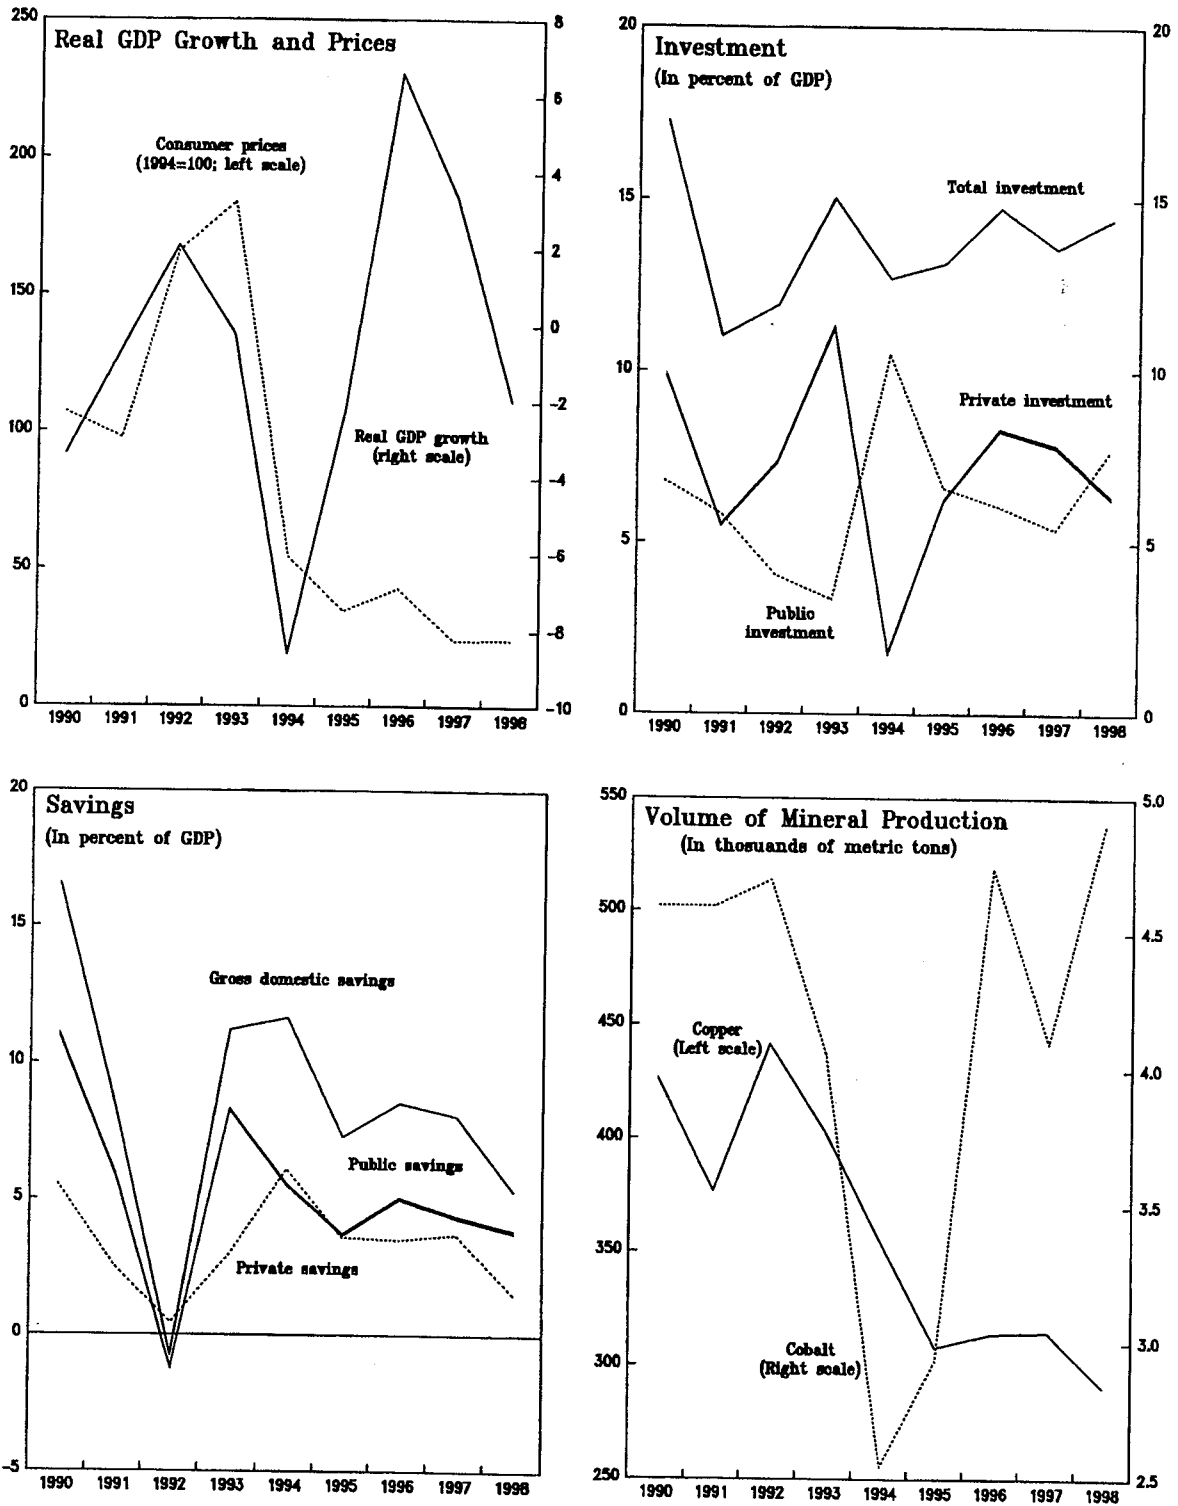 Real GDP Growth and Prices
250
200
150
100
50
0
8
6
4
2
0
-2
-4
-6
-8
-10
Consumer prices
(1994=100; left scale)
Real GDP growth
(right scale)
1990 1991 1992 1993 1994 1995 1996 1997 1998
Investment
(In percent of GDP)
20
15
10
5
0
20
15
10
5
0
Total investment
Private investment
Public
investment
1990 1991 1992 1993 1994 1995 1996 1997 1998
Savings
(In percent of GDP)
20
15
10
5
0
-5
Gross domestic savings
Public savings
Private savings
1990 1991 1992 1993 1994 1995 1996 1997 1998
Volume of Mineral Production
(In thosuands of metric tons)
550
500
450
400
350
300
250
5.0
4.5
4.0
3.5
3.0
2.5
Copper
(Left scale)
Cobalt
(Right scale)
1990 1991 1992 1993 1994 1995 1996 1997 1998